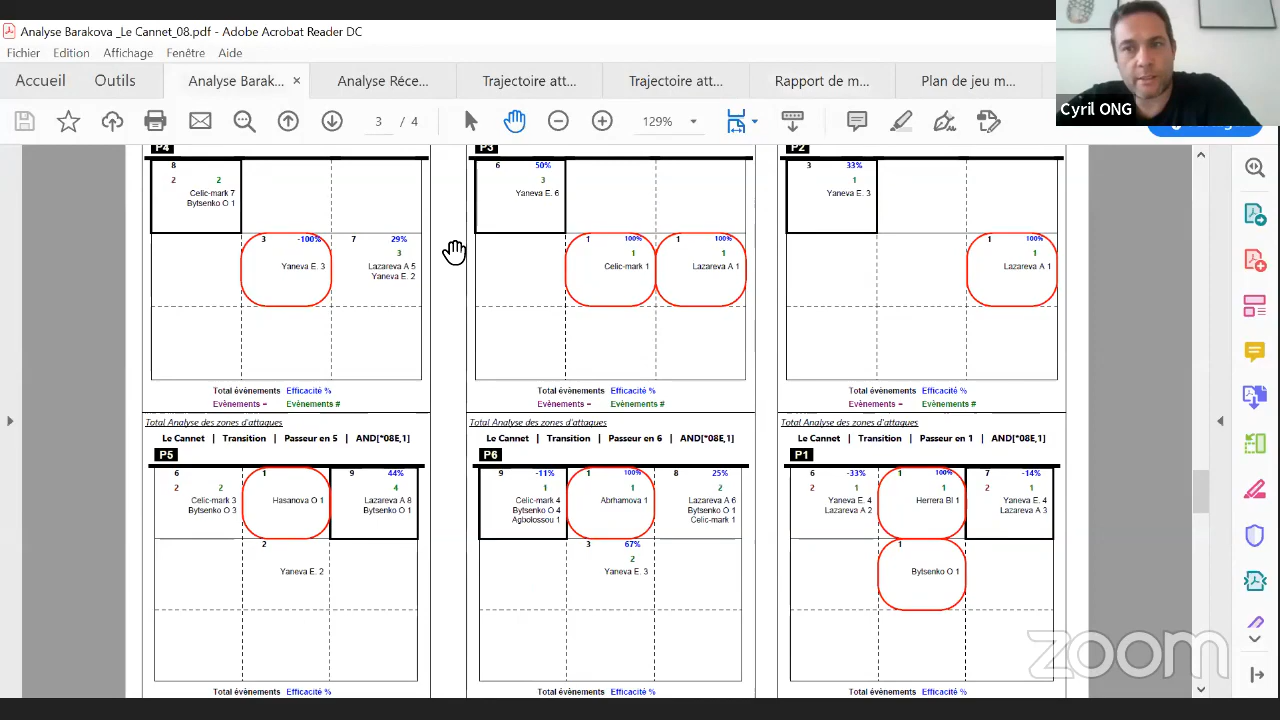 Analyse Barakova _Le Cannet_08.pdf - Adobe Acrobat Reader DC
Fichier Edition Affichage Fenêtre Aide
Accueil Outils Analyse Barak... × Analyse Réce... Trajectoire att... Trajectoire att... Rapport de m... Plan de jeu m...
Cyril ONG
3 / 4 129%
P4
8
2 2
Celic-mark 7
Bytsenko O 1
3 -100%
Yaneva E. 3
7 29%
3
Lazareva A 5
Yaneva E. 2
Total évènements Efficacité %
Evènements = Evènements #
P3
6 50%
3
Yaneva E. 6
1 100%
1
Celic-mark 1
1 100%
1
Lazareva A 1
Total évènements Efficacité %
Evènements = Evènements #
P2
3 33%
1
Yaneva E. 3
1 100%
1
Lazareva A 1
Total évènements Efficacité %
Evènements = Evènements #
Total Analyse des zones d'attaques
Le Cannet | Transition | Passeur en 5 | AND[*08E,1]
P5
6
2 2
Celic-mark 3
Bytsenko O 3
1
Hasanova O 1
9 44%
4
Lazareva A 8
Bytsenko O 1
2
Yaneva E. 2
Total évènements Efficacité %
Total Analyse des zones d'attaques
Le Cannet | Transition | Passeur en 6 | AND[*08E,1]
P6
9 -11%
1
Celic-mark 4
Bytsenko O 4
Agbolossou 1
1 100%
1
Abrhamova 1
8 25%
2
Lazareva A 6
Bytsenko O 1
Celic-mark 1
3 67%
2
Yaneva E. 3
Total évènements Efficacité %
Total Analyse des zones d'attaques
Le Cannet | Transition | Passeur en 1 | AND[*08E,1]
P1
6 -33%
2 1
Yaneva E. 4
Lazareva A 2
1 100%
1
Herrera Bl 1
7 -14%
2 1
Yaneva E. 4
Lazareva A 3
1
Bytsenko O 1
Total évènements Efficacité %
zoom